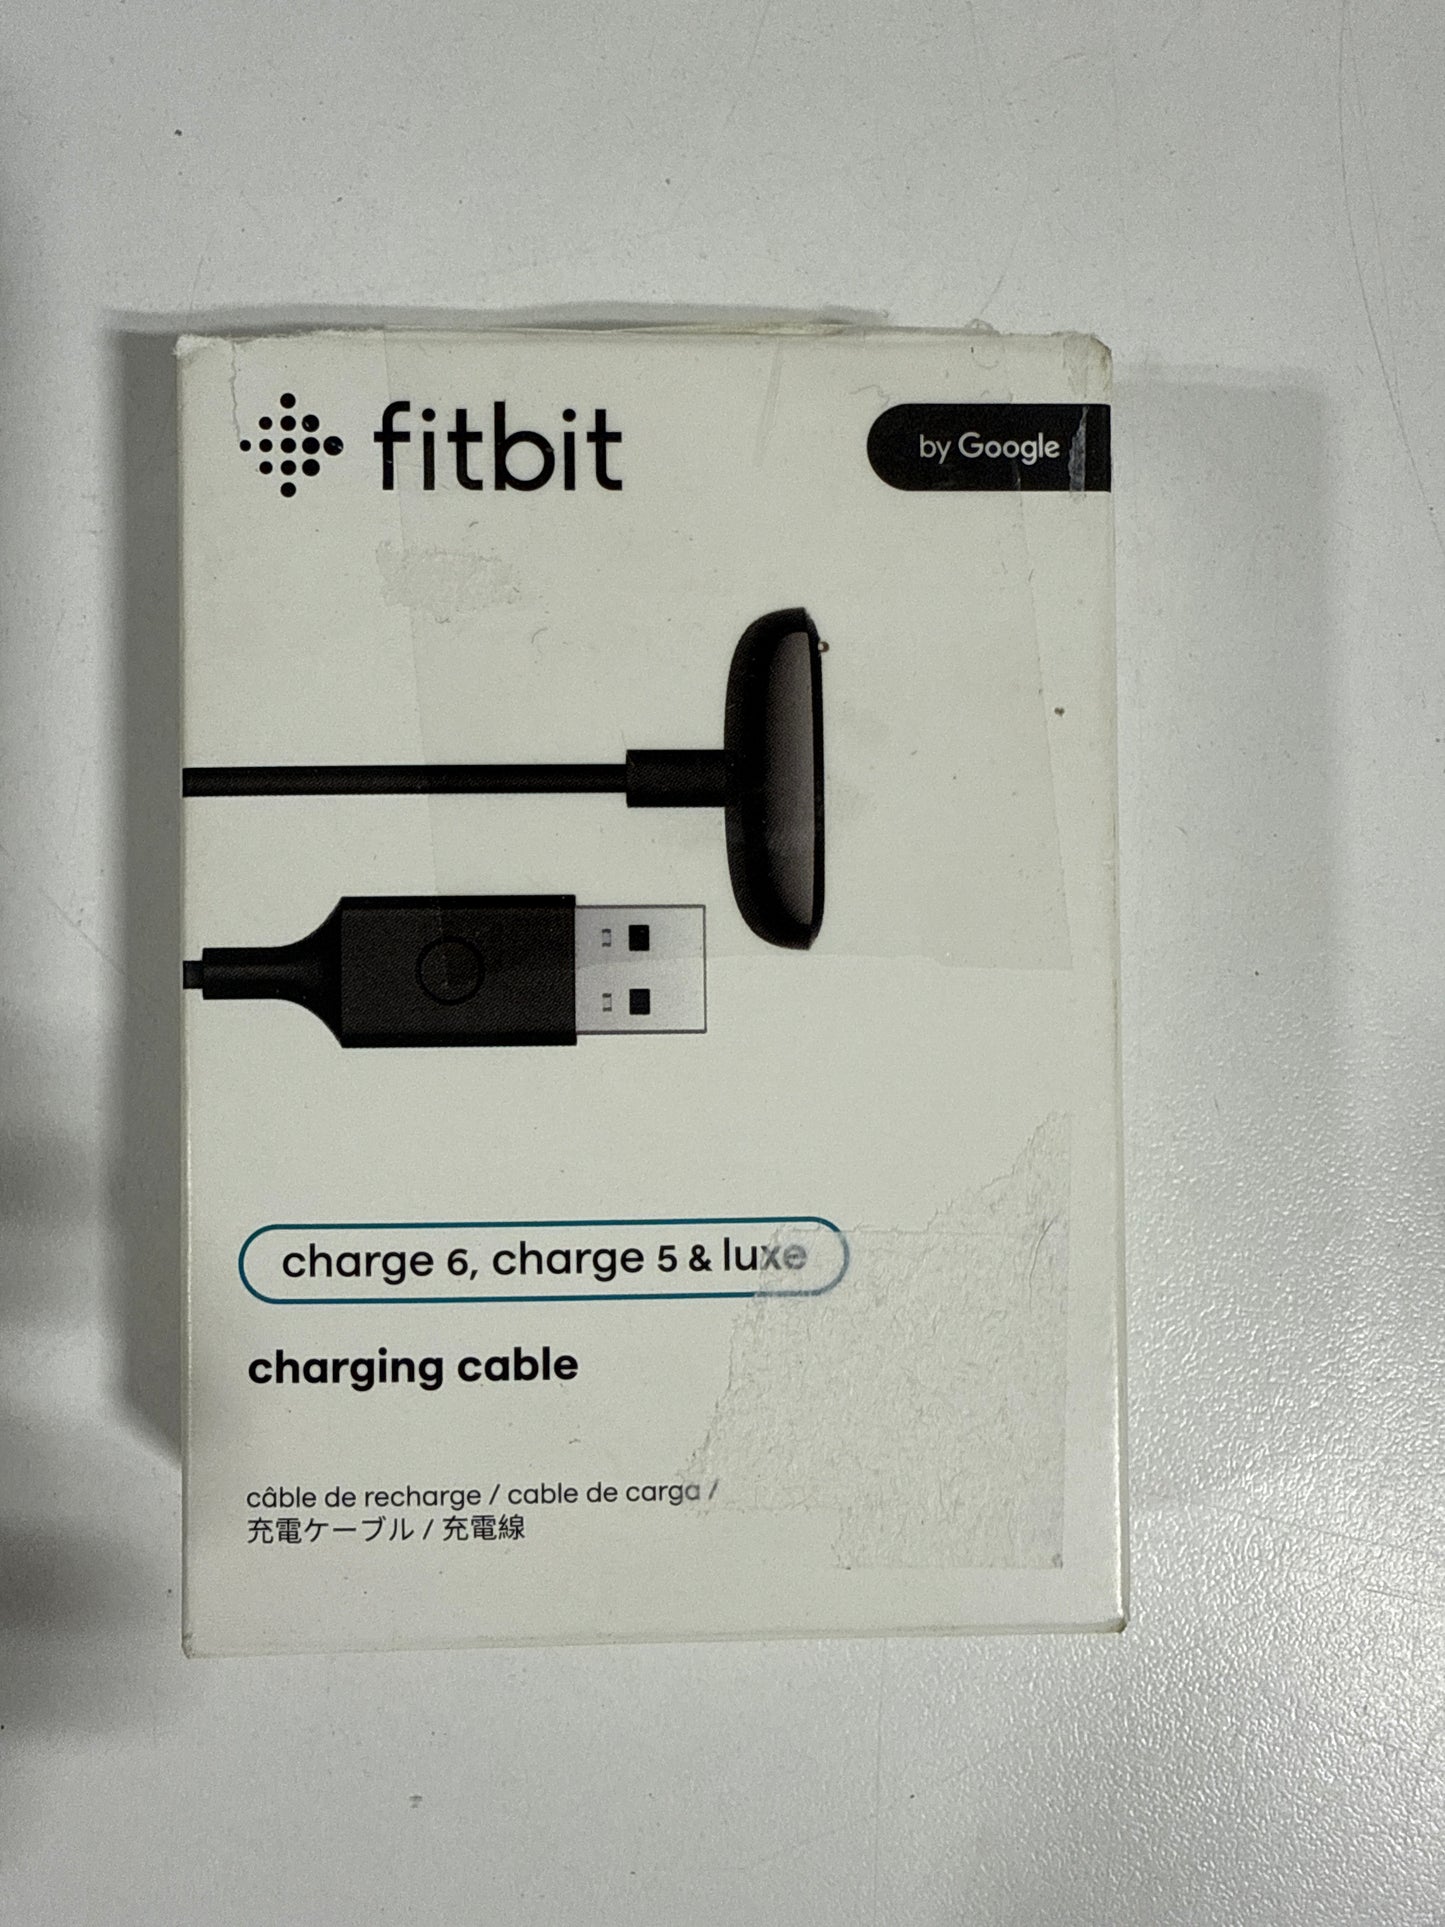 fitbit
by Google
charge 6, charge 5 & luxe
charging cable
câble de recharge / cable de carga /
充電ケーブル / 充電線